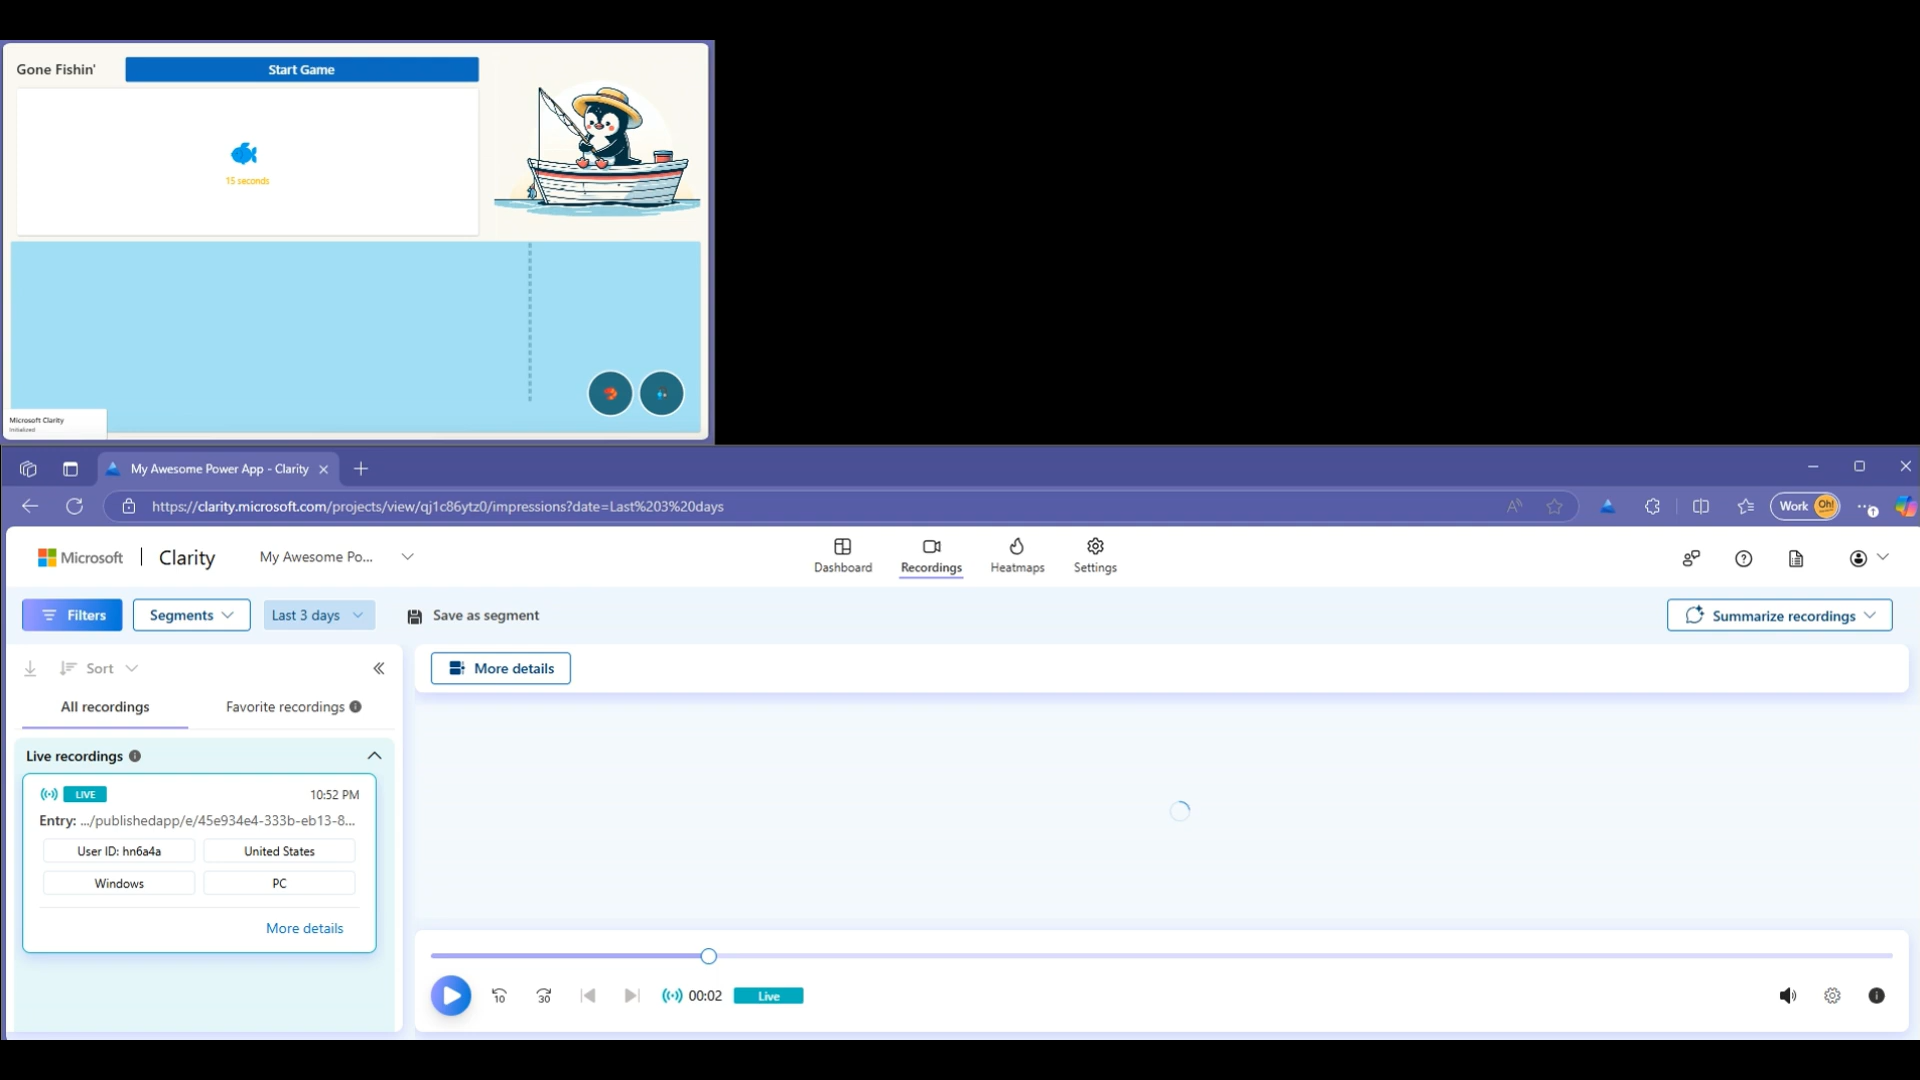 Gone Fishin'
Start Game
15 seconds
Microsoft Clarity
Initialized
My Awesome Power App - Clarity
https://clarity.microsoft.com/projects/view/qj1c86ytz0/impressions?date=Last%203%20days
Work
Oh!
Microsoft | Clarity
My Awesome Po...
Dashboard
Recordings
Heatmaps
Settings
Filters
Segments
Last 3 days
Save as segment
Summarize recordings
Sort
More details
All recordings
Favorite recordings
Live recordings
LIVE
10:52 PM
Entry: .../publishedapp/e/45e934e4-333b-eb13-8...
User ID: hn6a4a
United States
Windows
PC
More details
10
30
00:02
Live